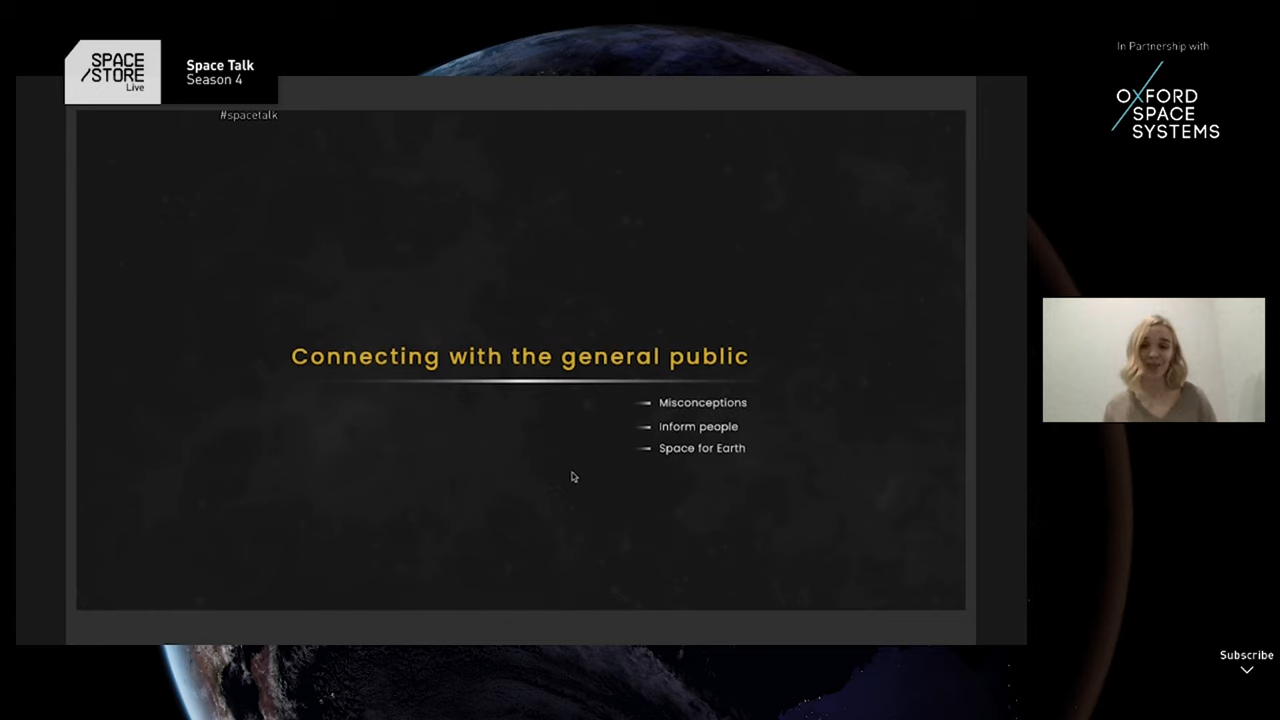 SPACE
/STORE
Live
Space Talk
Season 4
#spacetalk
In Partnership with
OXFORD
SPACE
SYSTEMS
Connecting with the general public
Misconceptions
Inform people
Space for Earth
Subscribe